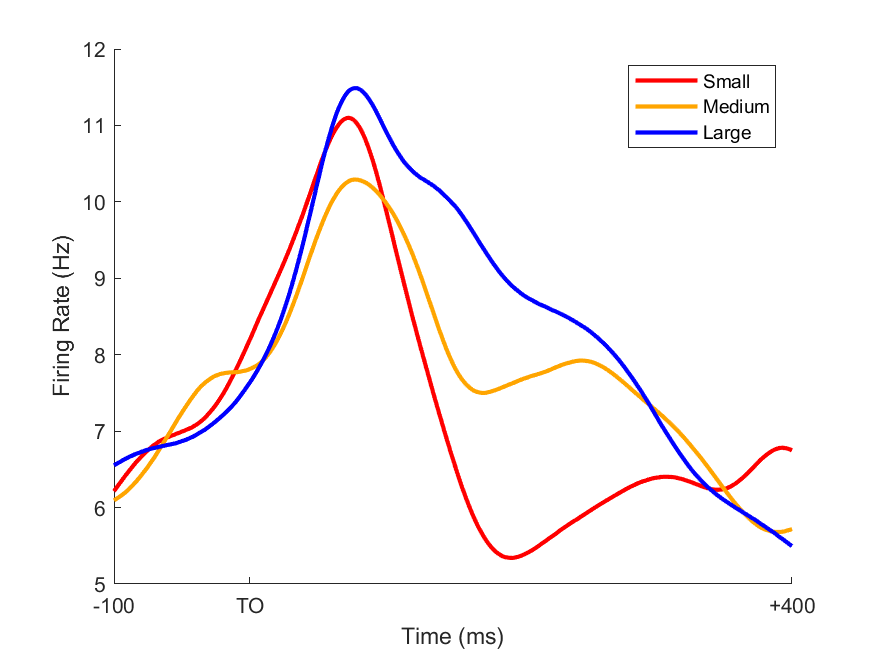 12
11
10
9
8
7
6
5
Firing Rate (Hz)
Small
Medium
Large
-100
TO
+400
Time (ms)